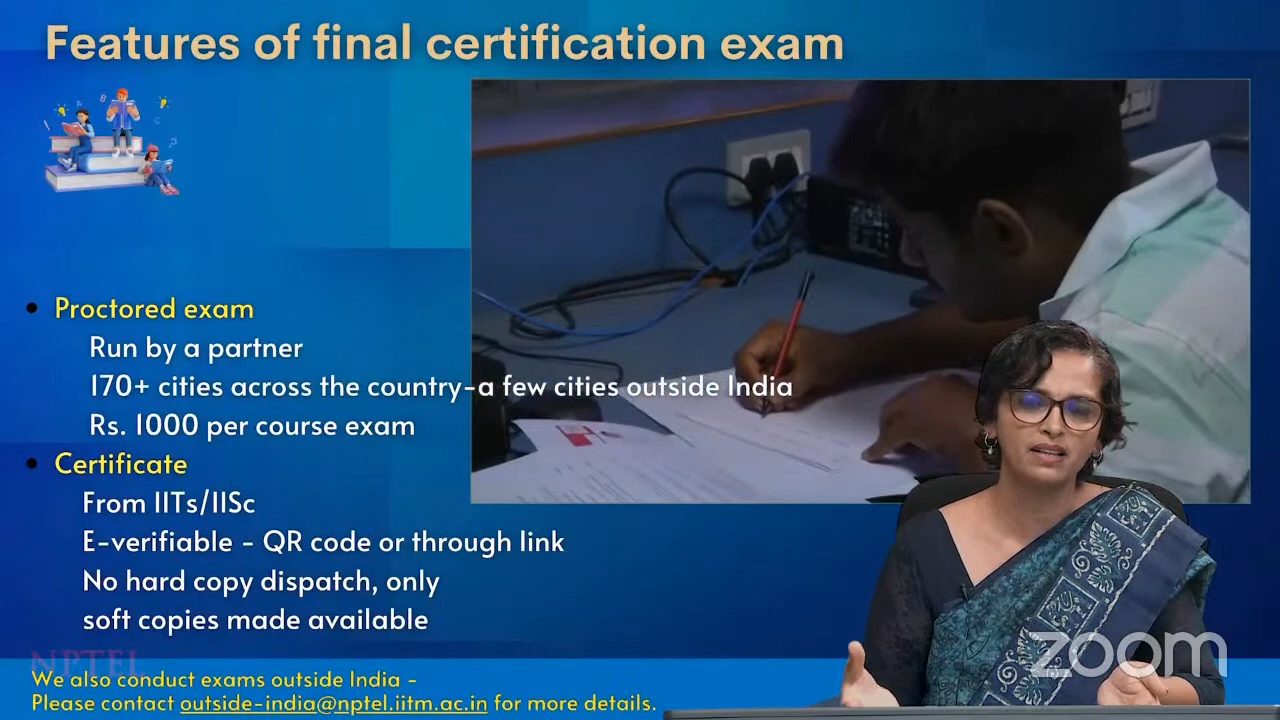 Features of final certification exam
Proctored exam
Run by a partner
170+ cities across the country-a few cities outside India
Rs. 1000 per course exam
Certificate
From IITs/IISc
E-verifiable - QR code or through link
No hard copy dispatch, only
soft copies made available
NPTEL
We also conduct exams outside India -
Please contact outside-india@nptel.iitm.ac.in for more details.
zoom